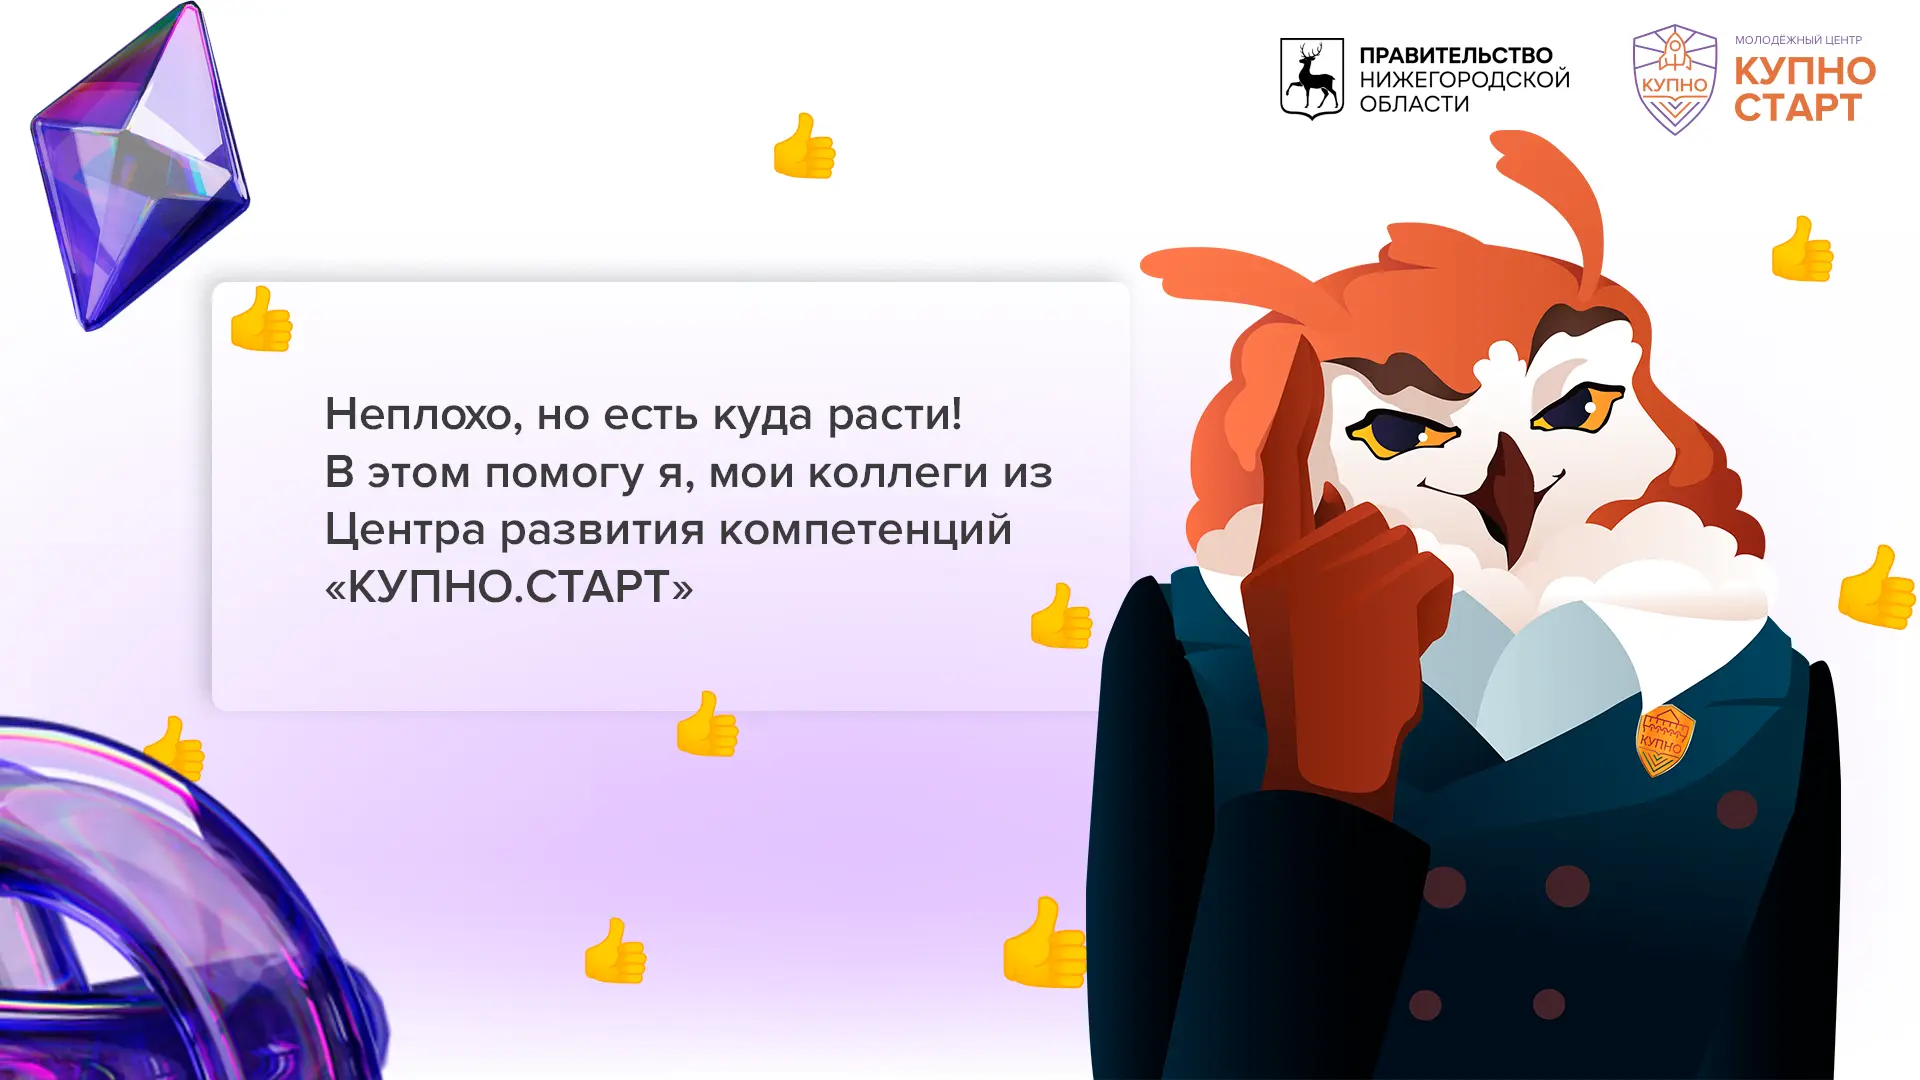 ПРАВИТЕЛЬСТВО
НИЖЕГОРОДСКОЙ
ОБЛАСТИ
КУПНО
МОЛОДЁЖНЫЙ ЦЕНТР
КУПНО
СТАРТ
Неплохо, но есть куда расти!
В этом помогу я, мои коллеги из
Центра развития компетенций
«КУПНО.СТАРТ»
КУПНО